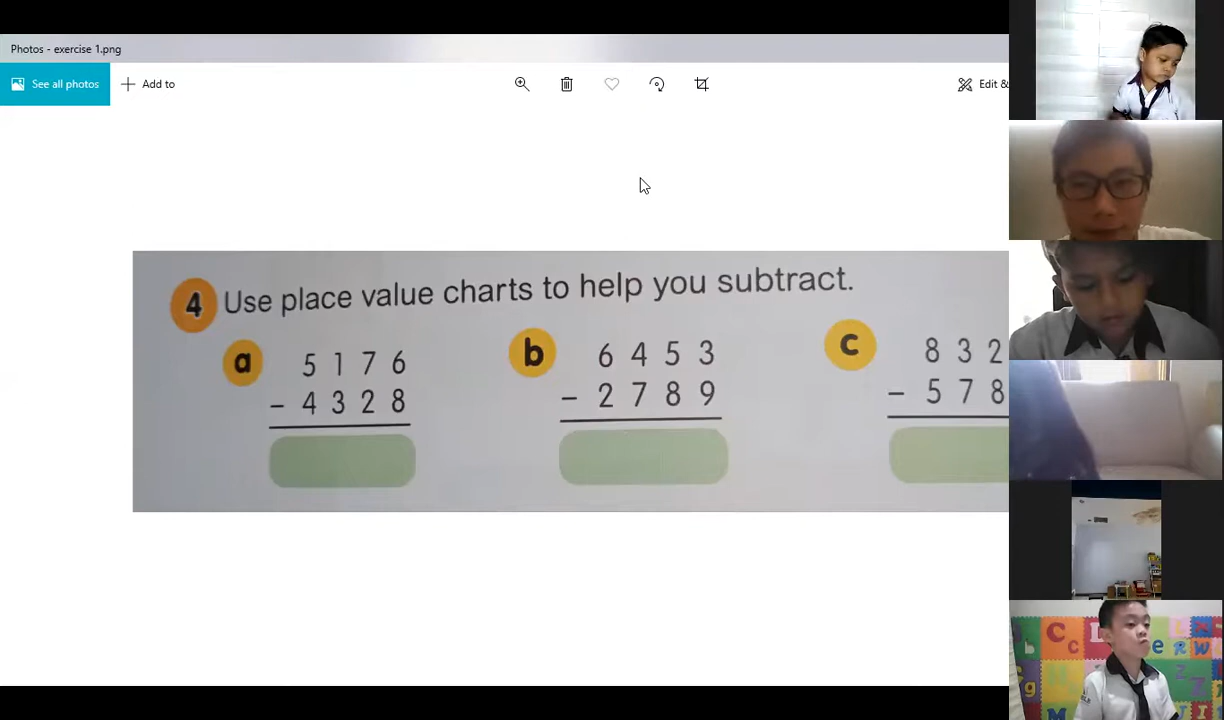 Photos - exercise 1.png
See all photos
Add to
Edit &
4 Use place value charts to help you subtract.
a
5 1 7 6
- 4 3 2 8
b
6 4 5 3
- 2 7 8 9
c
8 3 2
- 5 7 8
C
c
e
R
W
M